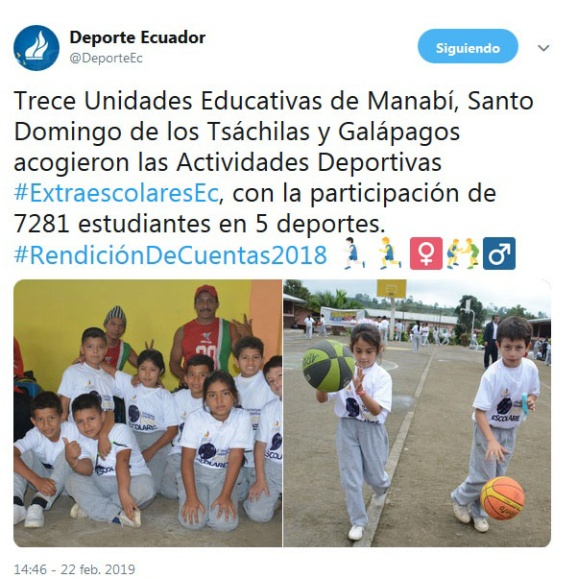 Deporte Ecuador
@DeporteEc
Siguiendo
Trece Unidades Educativas de Manabí, Santo
Domingo de los Tsáchilas y Galápagos
acogieron las Actividades Deportivas
#ExtraescolaresEc, con la participación de
7281 estudiantes en 5 deportes.
#RendiciónDeCuentas2018 🏃🏻‍♂️ 🏃‍♂️ ♀ 🤼‍♂️ ♂
14:46 - 22 feb. 2019